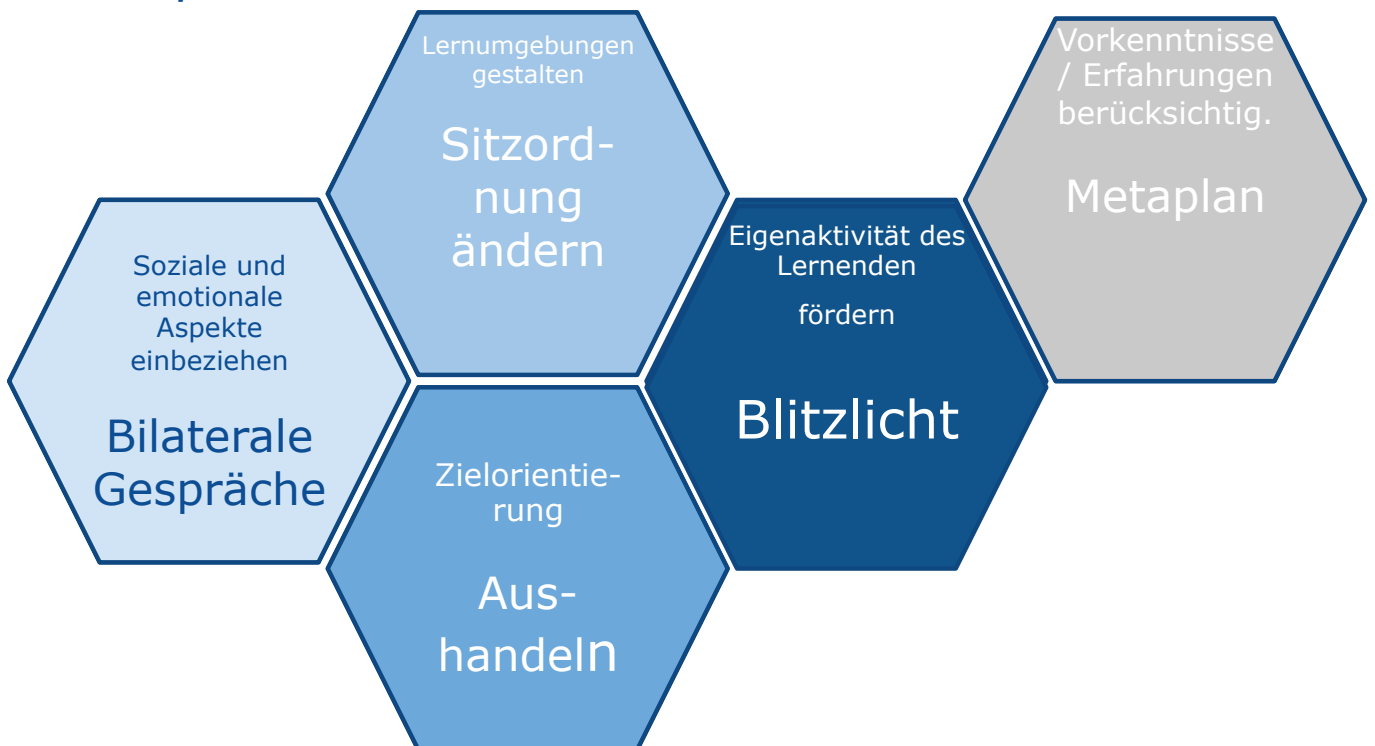 Lernumgebungen
gestalten
Sitzord-
nung
ändern
Vorkenntnisse
/ Erfahrungen
berücksichtig.
Metaplan
Soziale und
emotionale
Aspekte
einbeziehen
Bilaterale
Gespräche
Eigenaktivität des
Lernenden
fördern
Blitzlicht
Zielorientie-
rung
Aus-
handeln